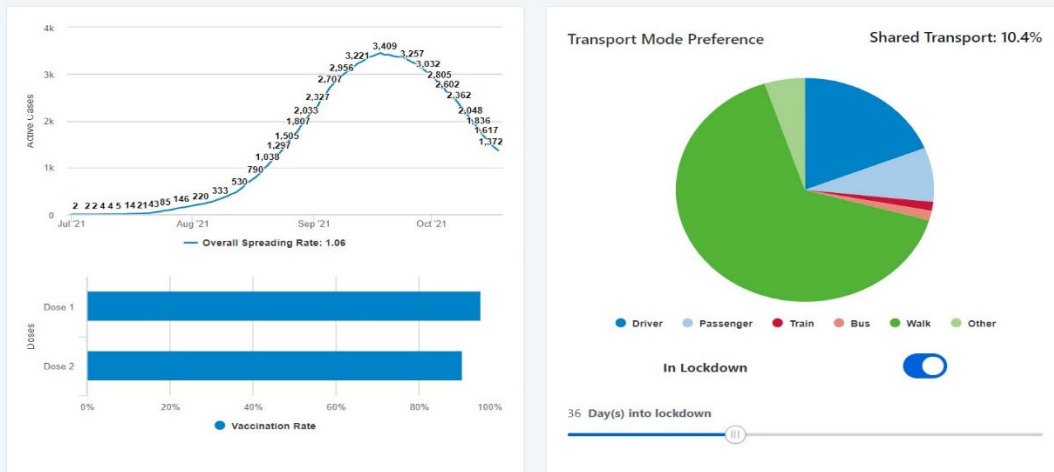 4k
3k
2k
1k
0
Active Cases
2 2 2 4 4 5 14 21 43 85 146 220 333 530 790 1,038 1,297 1,505 1,807 2,033 2,327 2,707 2,956 3,221 3,409 3,257 3,032 2,805 2,602 2,362 2,048 1,836 1,617 1,372
Jul '21 Aug '21 Sep '21 Oct '21
Overall Spreading Rate: 1.06
Doses
Dose 1
Dose 2
0% 20% 40% 60% 80% 100%
Vaccination Rate
Transport Mode Preference Shared Transport: 10.4%
Driver Passenger Train Bus Walk Other
In Lockdown
36 Day(s) into lockdown